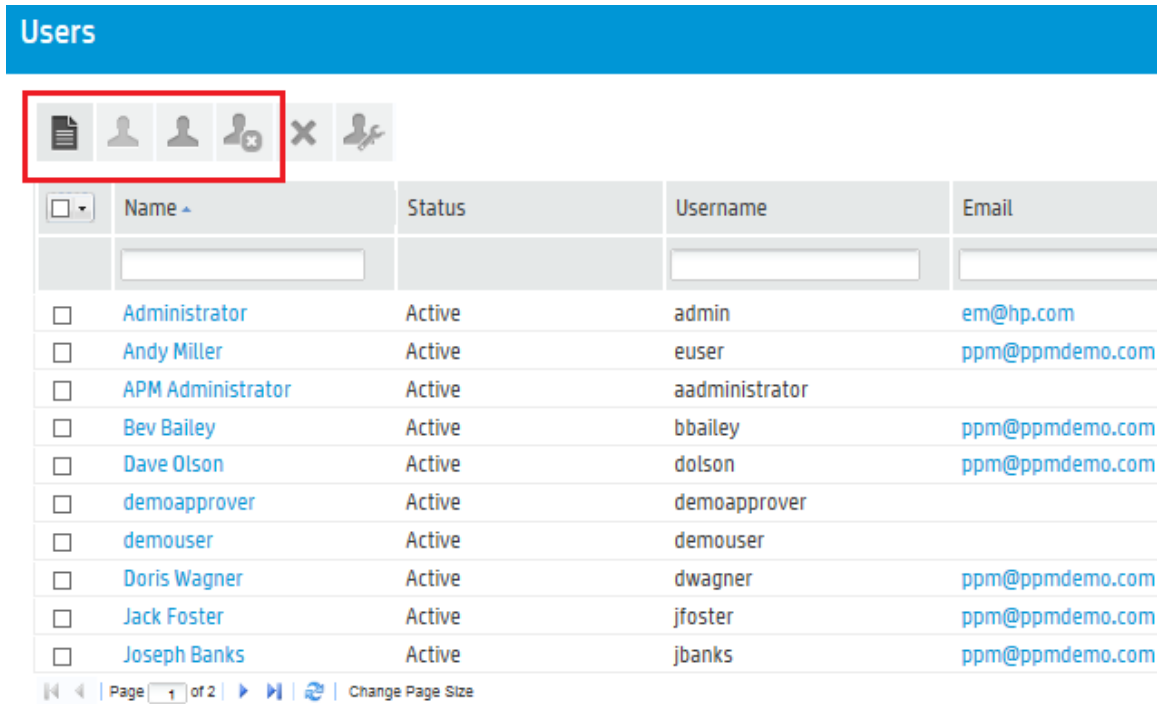 Users
Name Status Username Email
Administrator Active admin em@hp.com
Andy Miller Active euser ppm@ppmdemo.com
APM Administrator Active aadministrator
Bev Bailey Active bbailey ppm@ppmdemo.com
Dave Olson Active dolson ppm@ppmdemo.com
demoapprover Active demoapprover
demouser Active demouser
Doris Wagner Active dwagner ppm@ppmdemo.com
Jack Foster Active jfoster ppm@ppmdemo.com
Joseph Banks Active jbanks ppm@ppmdemo.com
Page 1 of 2 Change Page Size